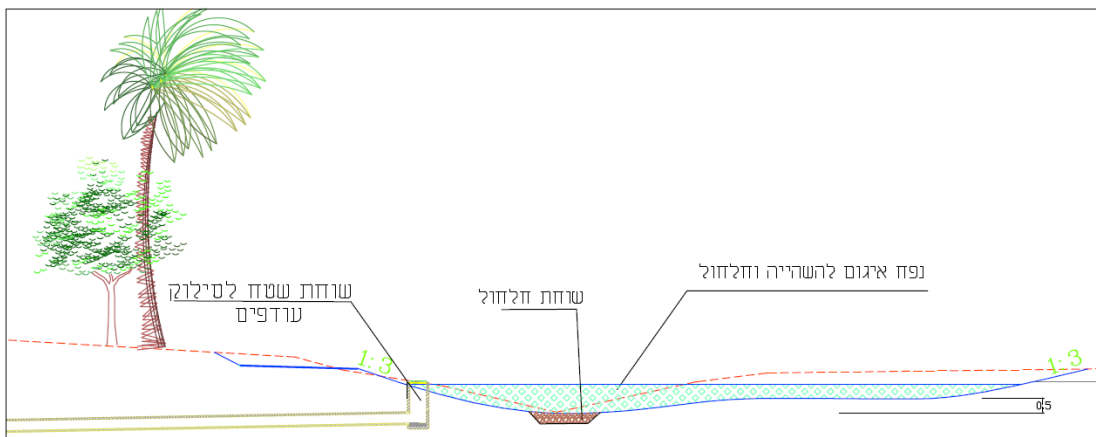 נפח איגום להשהייה וחלחול
שוחת חלחול
שוחת שטח לסילוק
עודפים
1:3
1:3
0.5